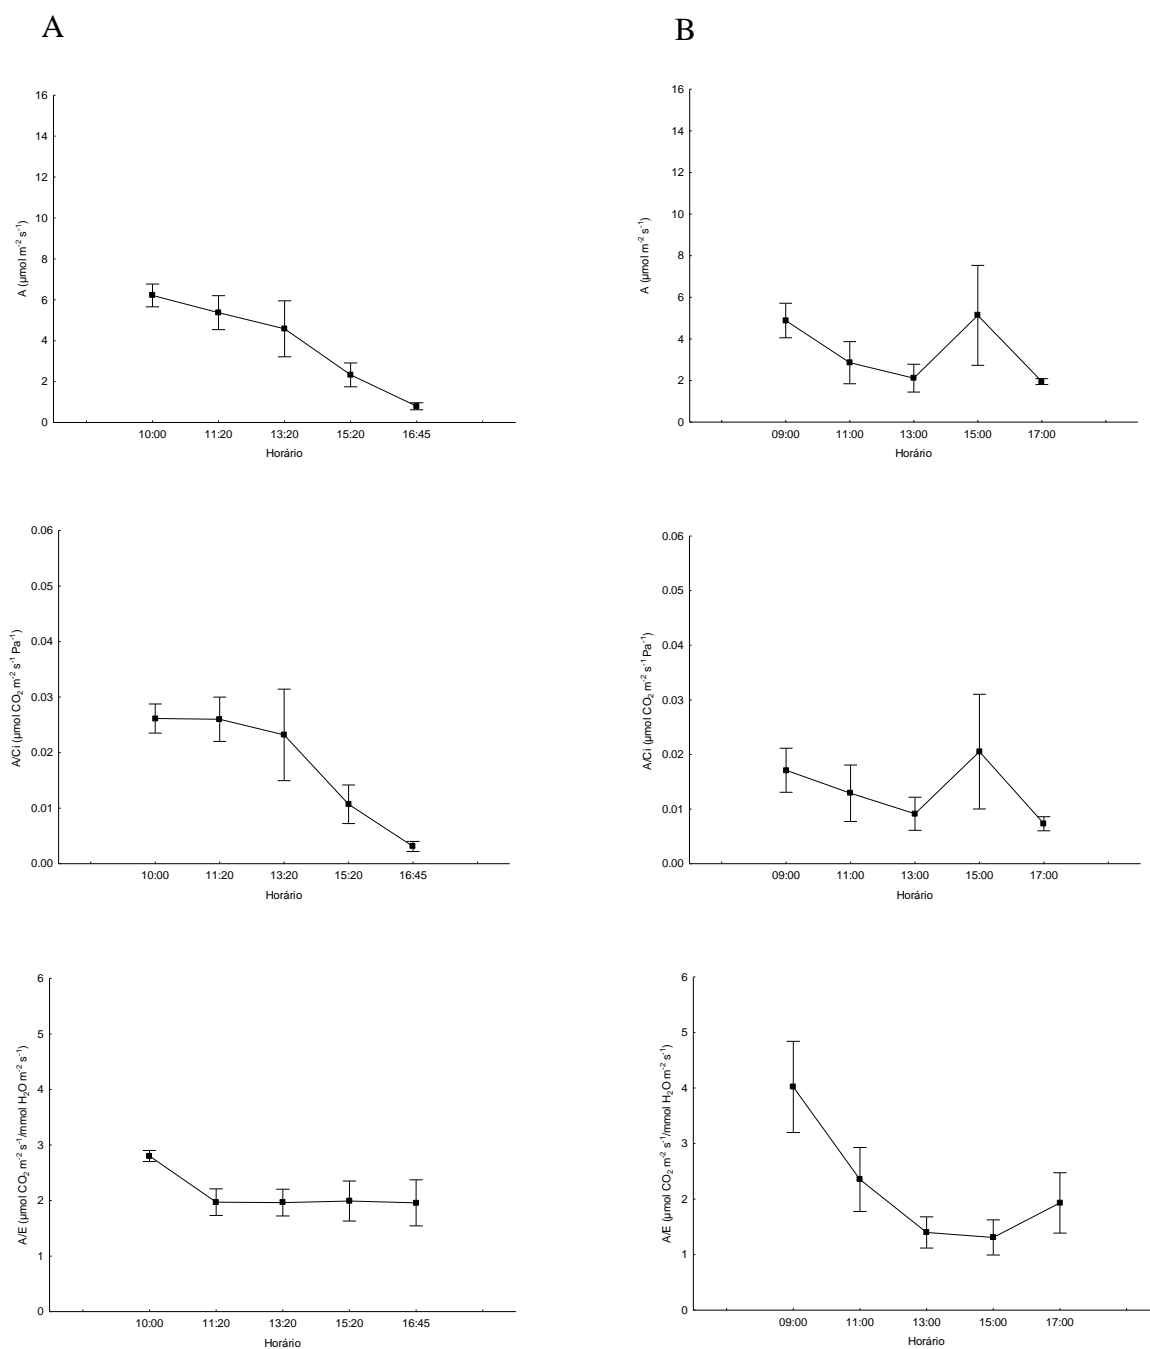 A
B
16
14
12
10
8
6
4
2
0
A (µmol m⁻² s⁻¹)
10:00 11:20 13:20 15:20 16:45
Horário
16
14
12
10
8
6
4
2
0
A (µmol m⁻² s⁻¹)
09:00 11:00 13:00 15:00 17:00
Horário
0.06
0.05
0.04
0.03
0.02
0.01
0.00
A/Ci (µmol CO₂ m⁻² s⁻¹ Pa⁻¹)
10:00 11:20 13:20 15:20 16:45
Horário
0.06
0.05
0.04
0.03
0.02
0.01
0.00
A/Ci (µmol CO₂ m⁻² s⁻¹ Pa⁻¹)
09:00 11:00 13:00 15:00 17:00
Horário
6
5
4
3
2
1
0
A/E (µmol CO₂ m⁻² s⁻¹/mmol H₂O m⁻² s⁻¹)
10:00 11:20 13:20 15:20 16:45
Horário
6
5
4
3
2
1
0
A/E (µmol CO₂ m⁻² s⁻¹/mmol H₂O m⁻² s⁻¹)
09:00 11:00 13:00 15:00 17:00
Horário